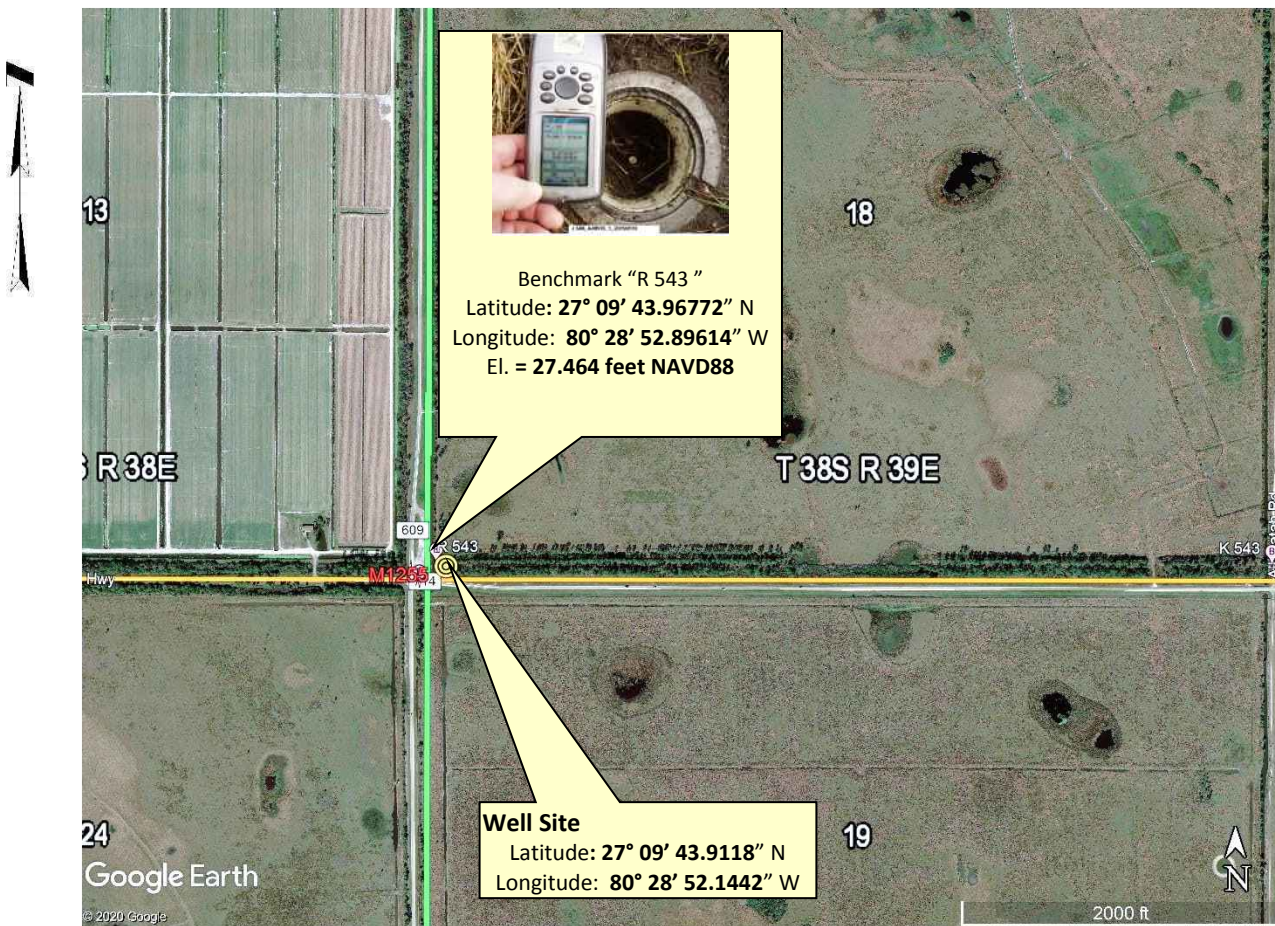 Benchmark “R 543 ”
Latitude: 27° 09’ 43.96772” N
Longitude: 80° 28’ 52.89614” W
El. = 27.464 feet NAVD88
13
18
R 38E
T 38S R 39E
609
R 543
K 543
Hwy
M1255
Well Site
Latitude: 27° 09’ 43.9118” N
Longitude: 80° 28’ 52.1442” W
24
19
Google Earth
N
© 2020 Google
2000 ft